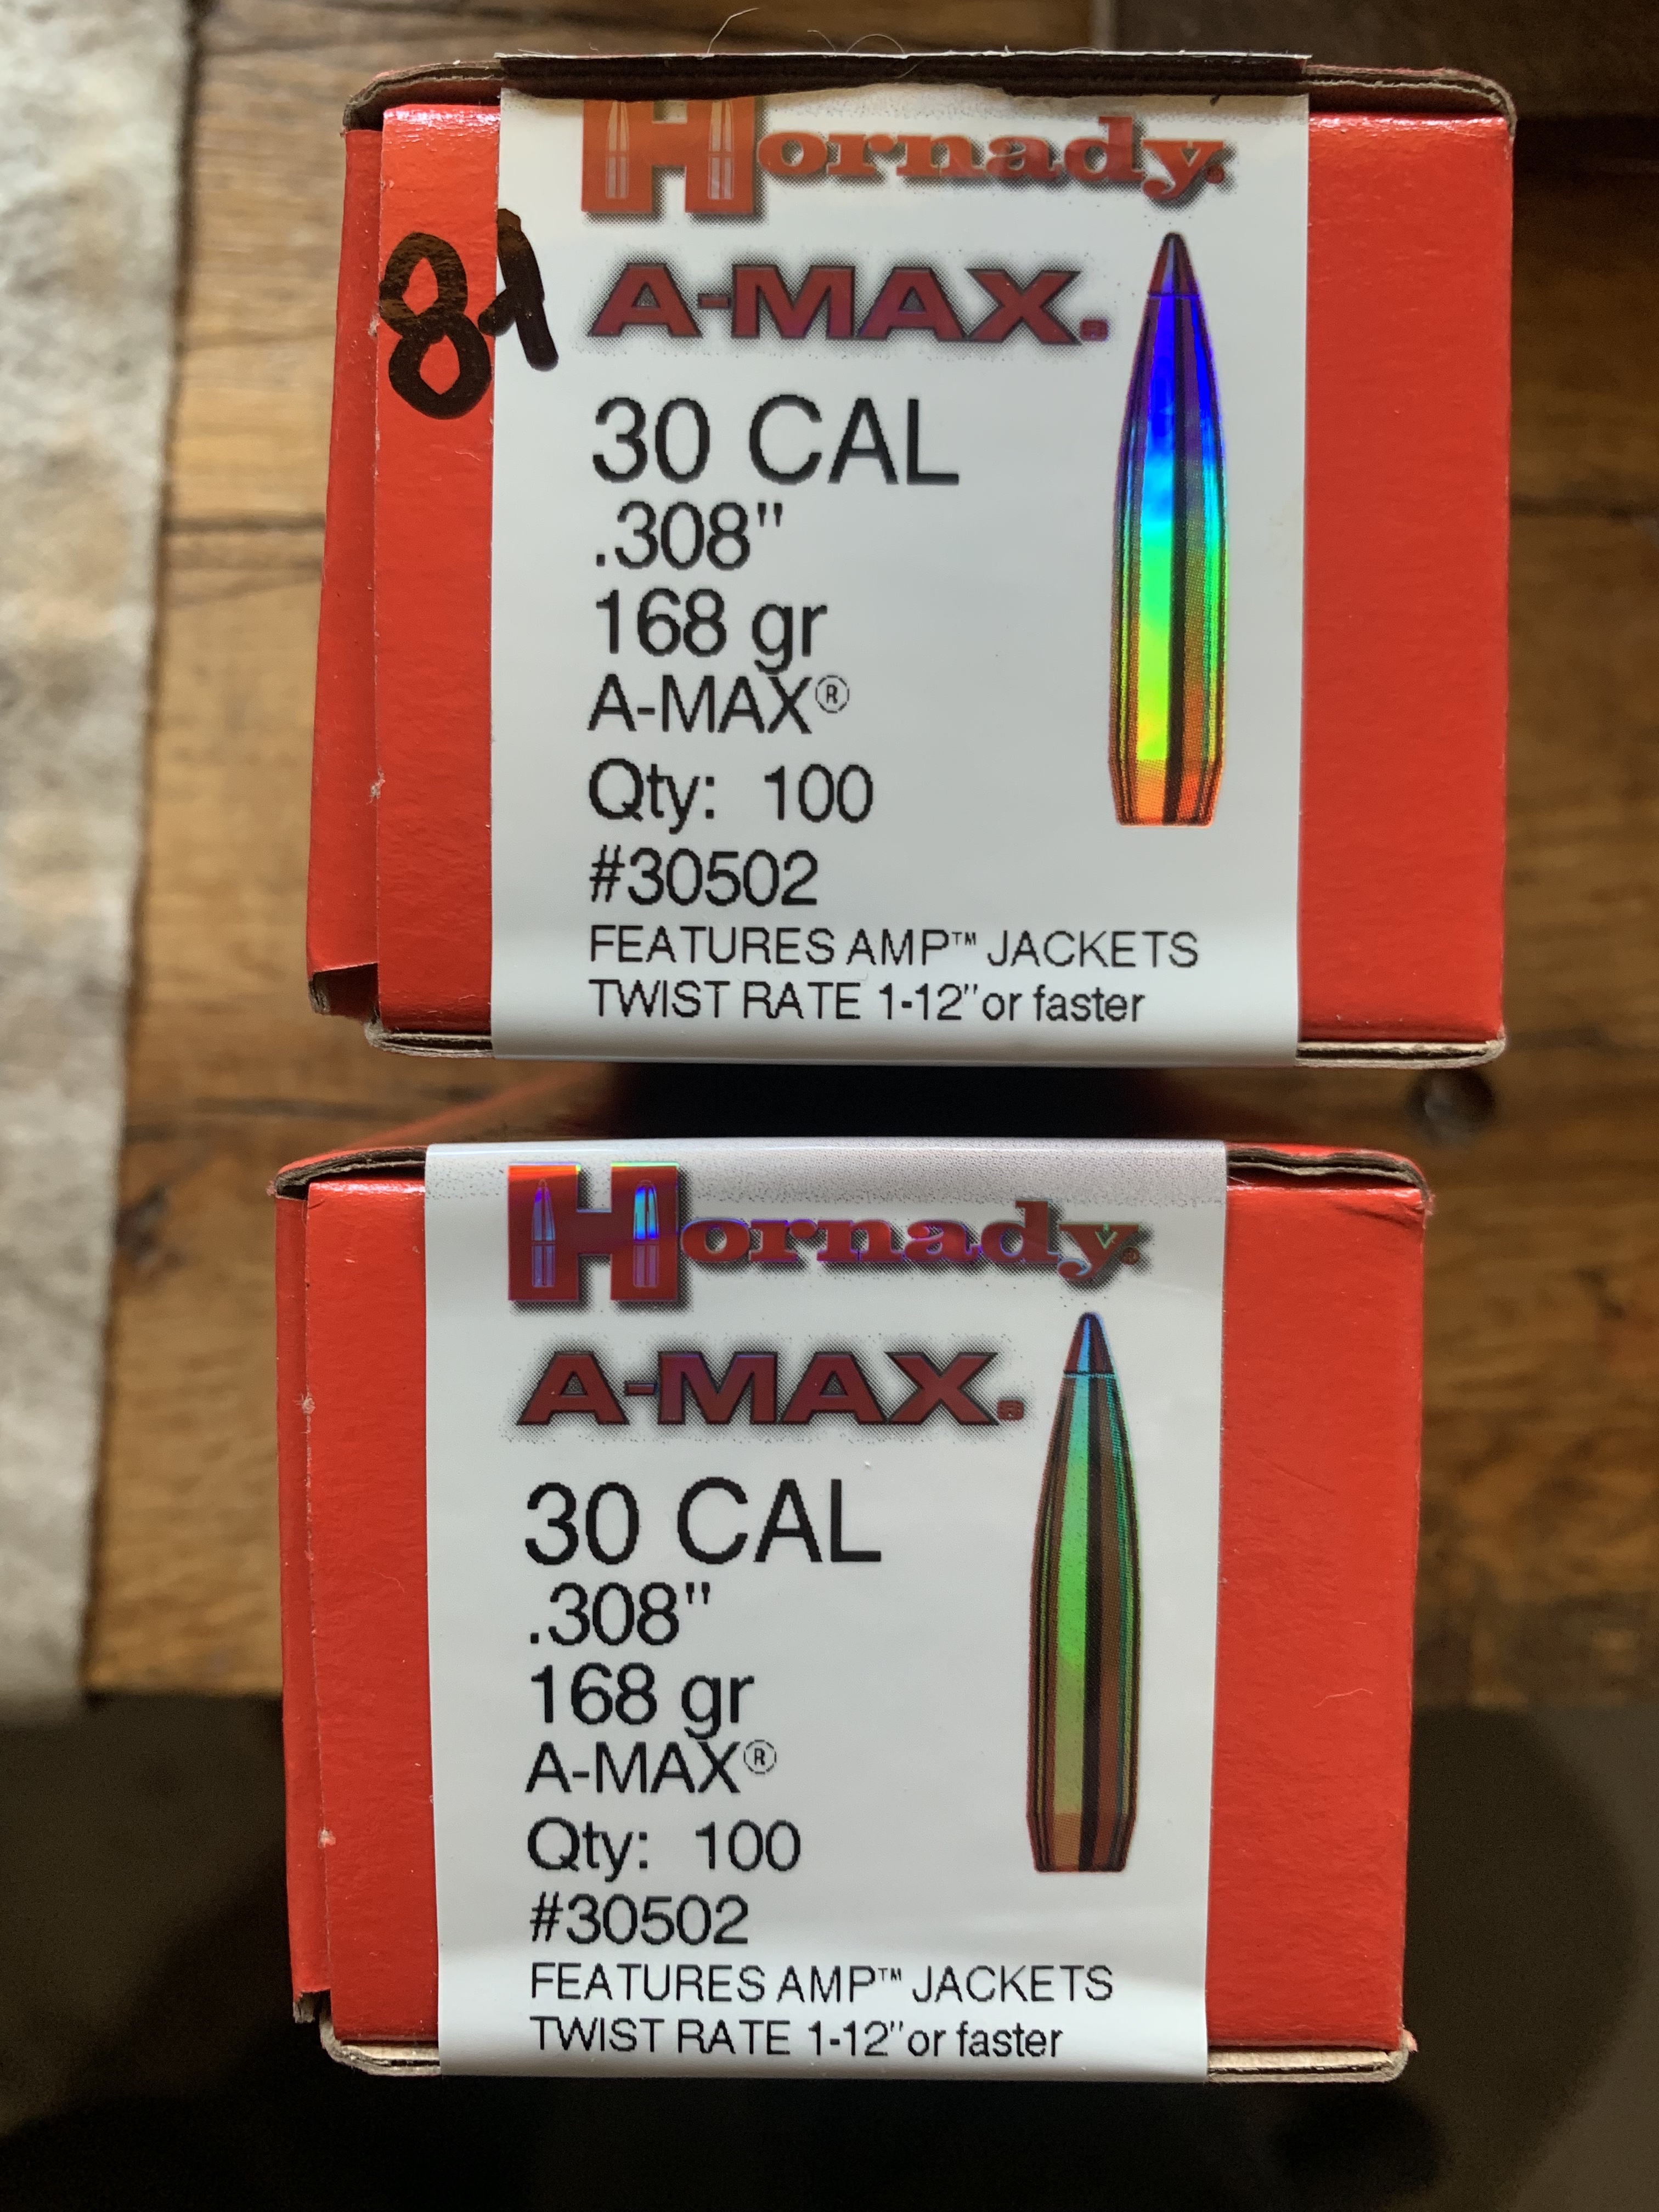 Hornady®
81
A-MAX®
30 CAL
.308"
168 gr
A-MAX®
Qty: 100
#30502
FEATURES AMP™ JACKETS
TWIST RATE 1-12" or faster
Hornady®
A-MAX®
30 CAL
.308"
168 gr
A-MAX®
Qty: 100
#30502
FEATURES AMP™ JACKETS
TWIST RATE 1-12" or faster